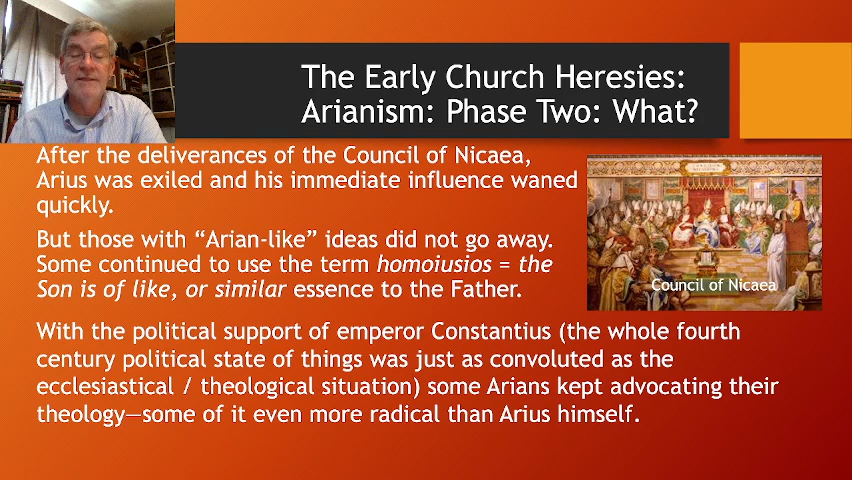 The Early Church Heresies:
Arianism: Phase Two: What?
After the deliverances of the Council of Nicaea,
Arius was exiled and his immediate influence waned
quickly.
But those with “Arian-like” ideas did not go away.
Some continued to use the term homoiusios = the
Son is of like, or similar essence to the Father.
Council of Nicaea
With the political support of emperor Constantius (the whole fourth
century political state of things was just as convoluted as the
ecclesiastical / theological situation) some Arians kept advocating their
theology—some of it even more radical than Arius himself.